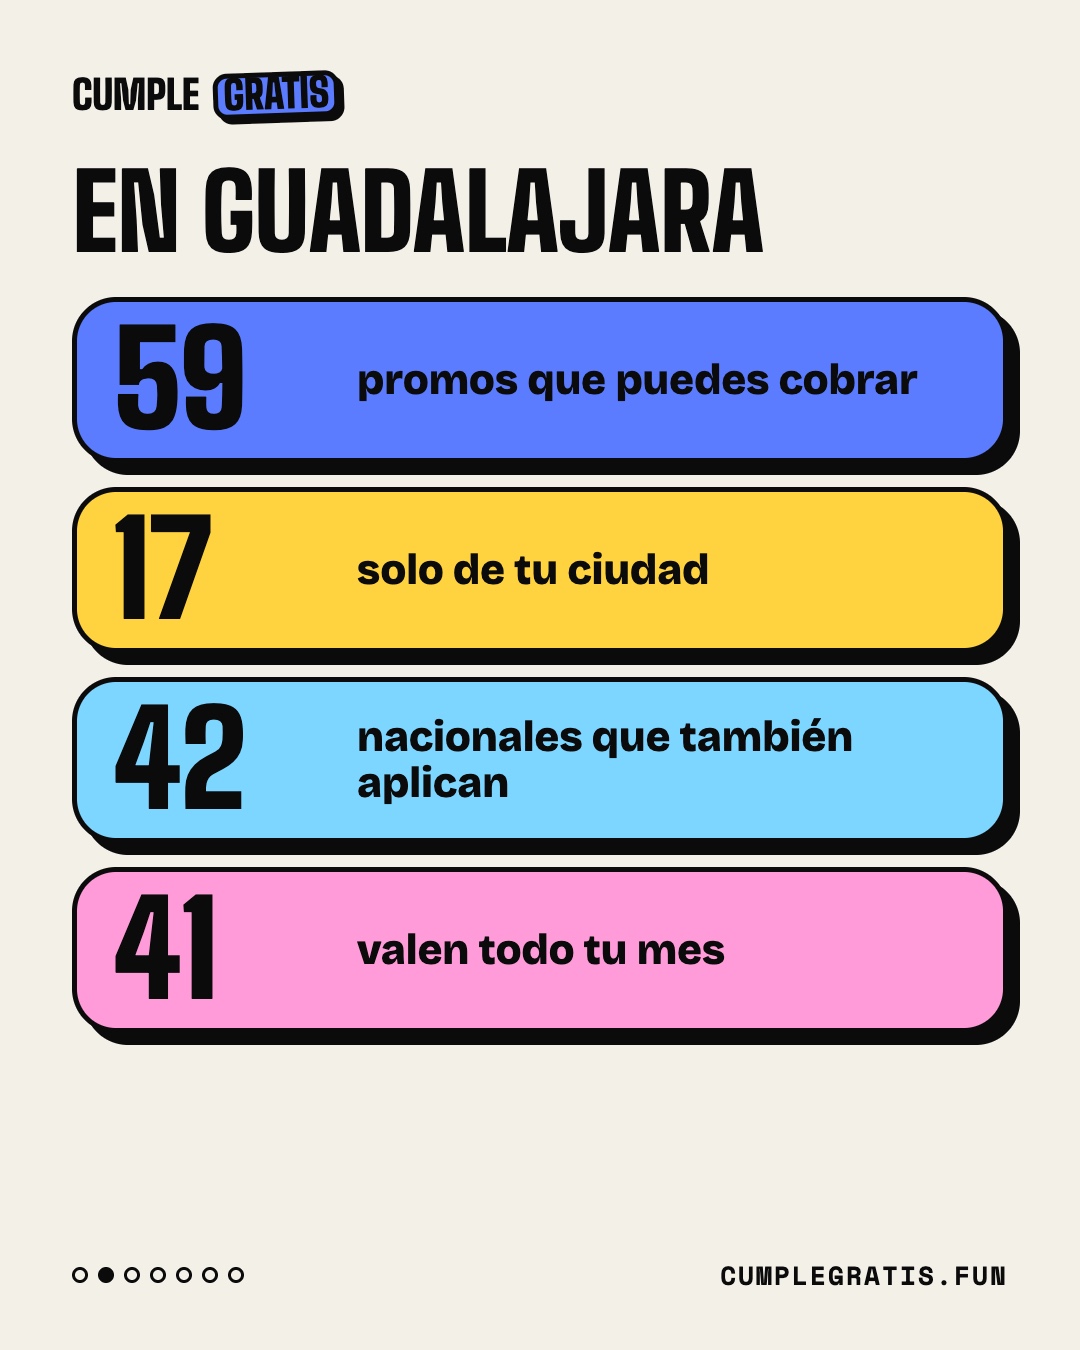 CUMPLE GRATIS
EN GUADALAJARA
59 promos que puedes cobrar
17 solo de tu ciudad
42 nacionales que también
aplican
41 valen todo tu mes
CUMPLEGRATIS.FUN